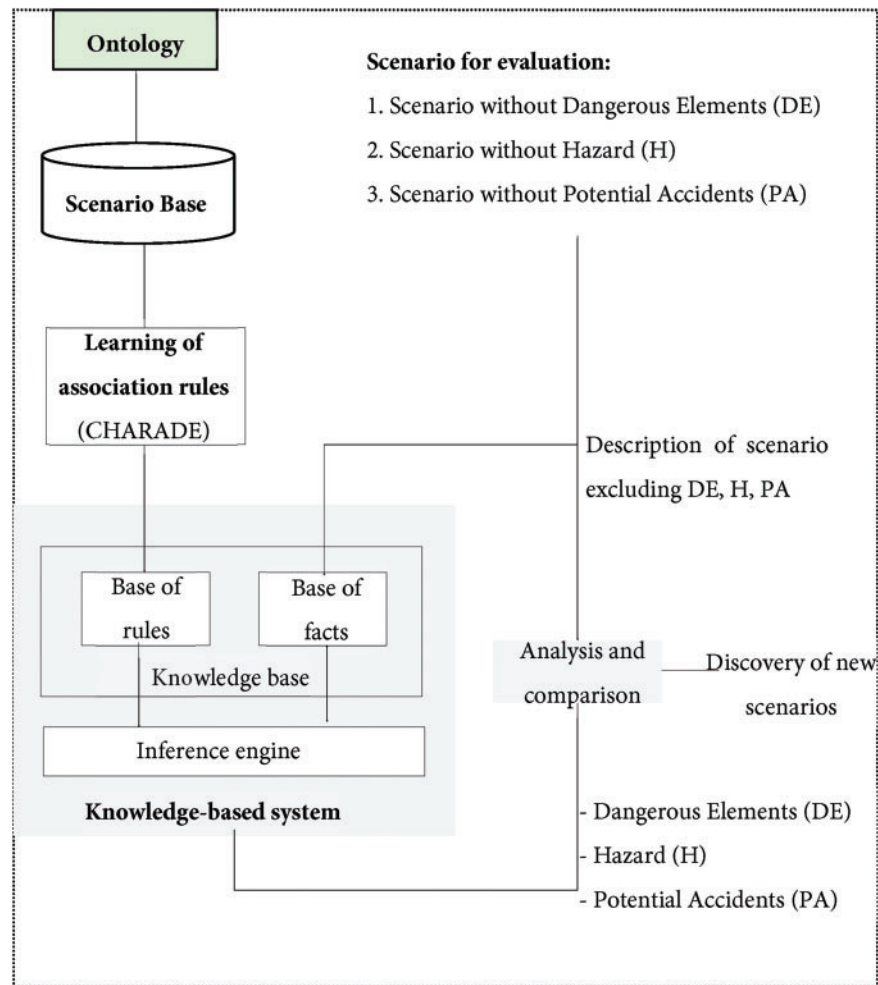 Ontology
Scenario Base
Learning of
association rules
(CHARADE)
Base of
rules
Base of
facts
Knowledge base
Inference engine
Knowledge-based system
Scenario for evaluation:
1. Scenario without Dangerous Elements (DE)
2. Scenario without Hazard (H)
3. Scenario without Potential Accidents (PA)
Description of scenario
excluding DE, H, PA
Analysis and
comparison
Discovery of new
scenarios
- Dangerous Elements (DE)
- Hazard (H)
- Potential Accidents (PA)